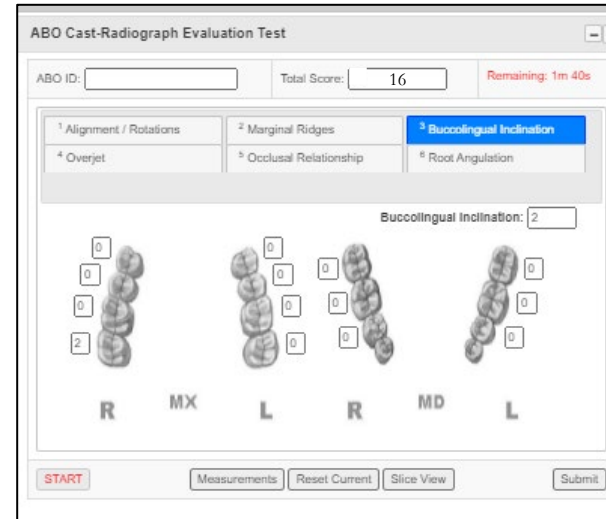 ABO Cast-Radiograph Evaluation Test
ABO ID: Total Score: 16 Remaining: 1m 40s
1 Alignment / Rotations 2 Marginal Ridges 3 Buccolingual Inclination
4 Overjet 5 Occlusal Relationship 6 Root Angulation
Buccolingual Inclination: 2
0 0 0 0
0 0 0 0
0 0 0 0
2 0
R MX L R MD L
START Measurements Reset Current Slice View Submit